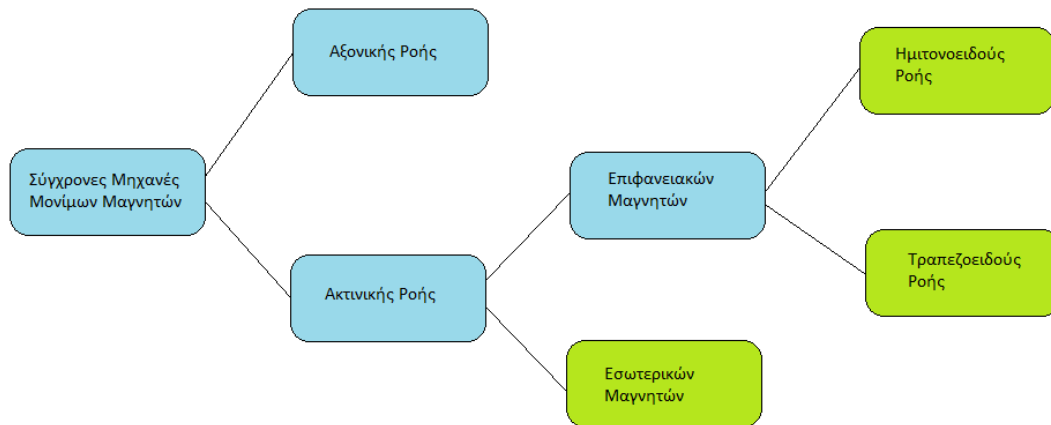 Αξονικής Ροής
Ημιτονοειδούς
Ροής
Σύγχρονες Μηχανές
Μονίμων Μαγνητών
Επιφανειακών
Μαγνητών
Ακτινικής Ροής
Τραπεζοειδούς
Ροής
Εσωτερικών
Μαγνητών